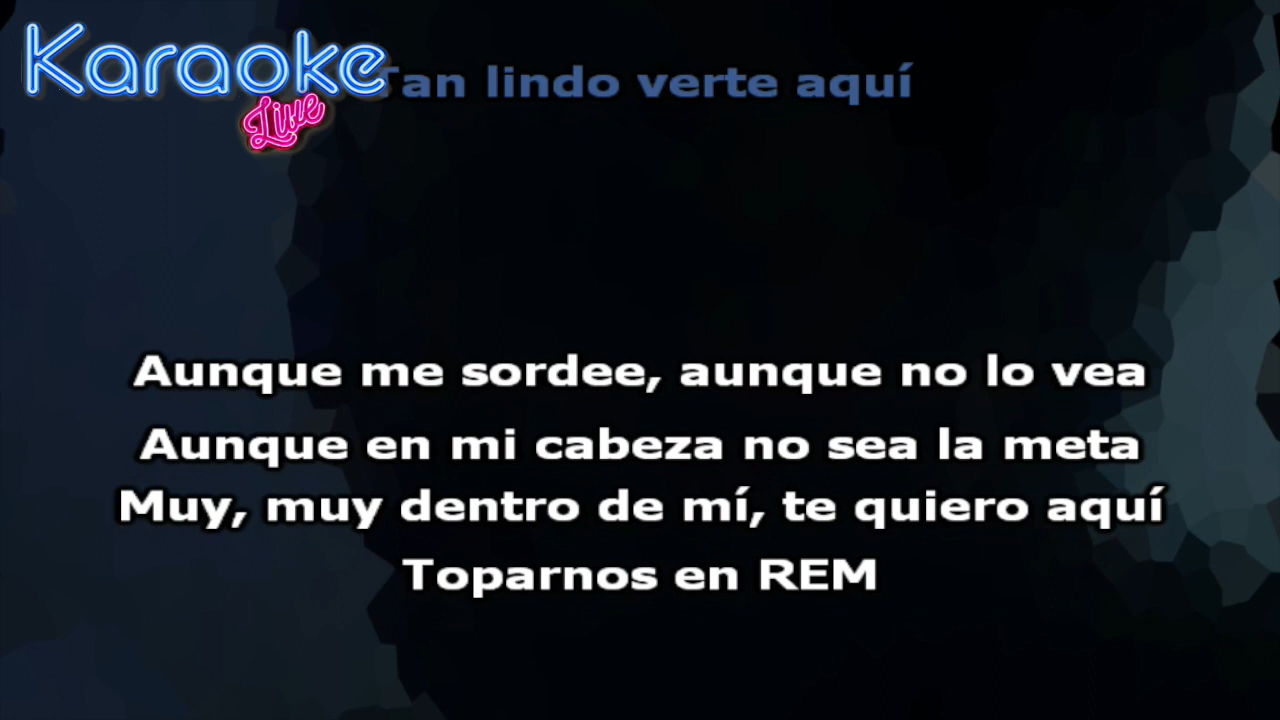 Karaoke
Live
Tan lindo verte aquí
Aunque me sordee, aunque no lo vea
Aunque en mi cabeza no sea la meta
Muy, muy dentro de mí, te quiero aquí
Toparnos en REM